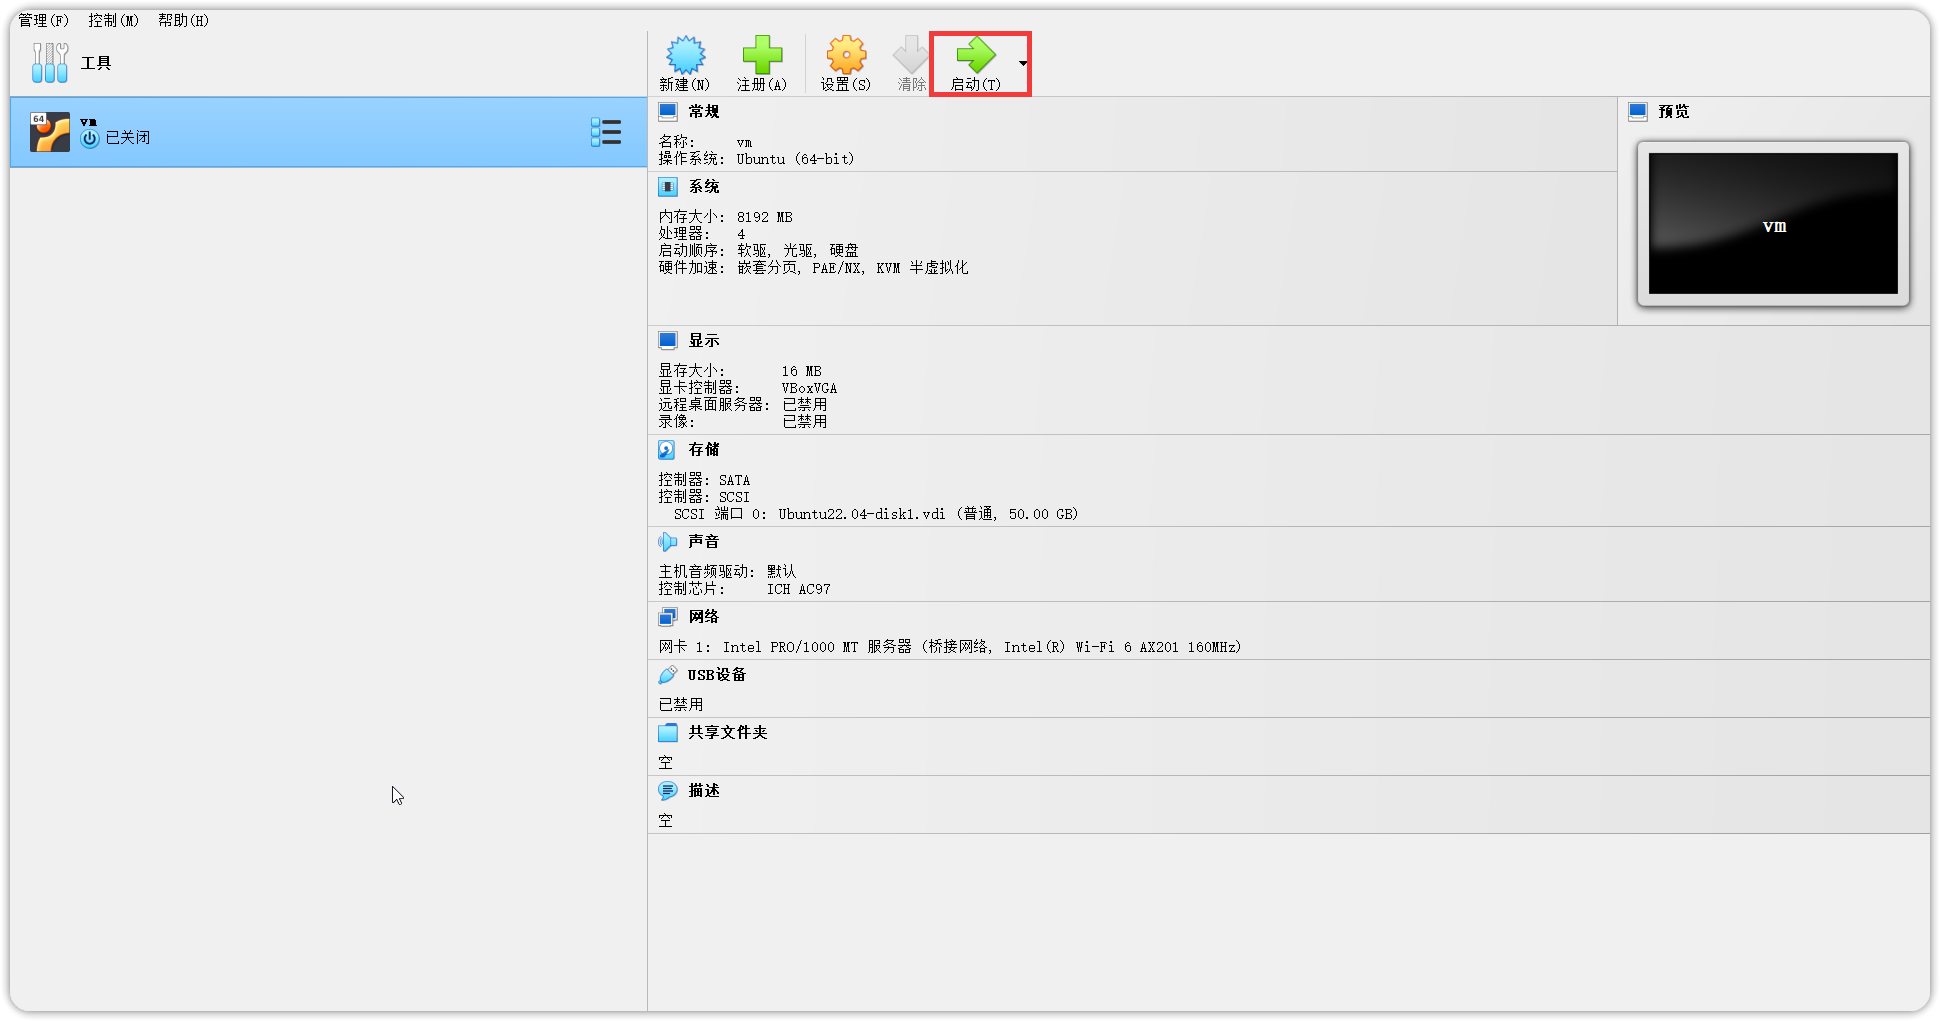 管理(F) 控制(M) 帮助(H)
工具
新建(N) 注册(A) 设置(S) 清除 启动(T)
64
vm
已关闭
常规
名称: vm
操作系统: Ubuntu (64-bit)
预览
vm
系统
内存大小: 8192 MB
处理器: 4
启动顺序: 软驱, 光驱, 硬盘
硬件加速: 嵌套分页, PAE/NX, KVM 半虚拟化
显示
显存大小: 16 MB
显卡控制器: VBoxVGA
远程桌面服务器: 已禁用
录像: 已禁用
存储
控制器: SATA
控制器: SCSI
SCSI 端口 0: Ubuntu22.04-disk1.vdi (普通, 50.00 GB)
声音
主机音频驱动: 默认
控制芯片: ICH AC97
网络
网卡 1: Intel PRO/1000 MT 服务器 (桥接网络, Intel(R) Wi-Fi 6 AX201 160MHz)
USB设备
已禁用
共享文件夹
空
描述
空